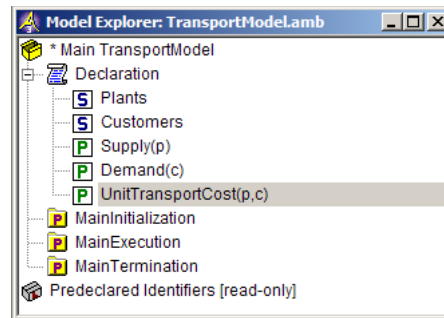 Model Explorer: TransportModel.amb
* Main TransportModel
Declaration
S Plants
S Customers
P Supply(p)
P Demand(c)
P UnitTransportCost(p,c)
P MainInitialization
P MainExecution
P MainTermination
Predeclared Identifiers [read-only]